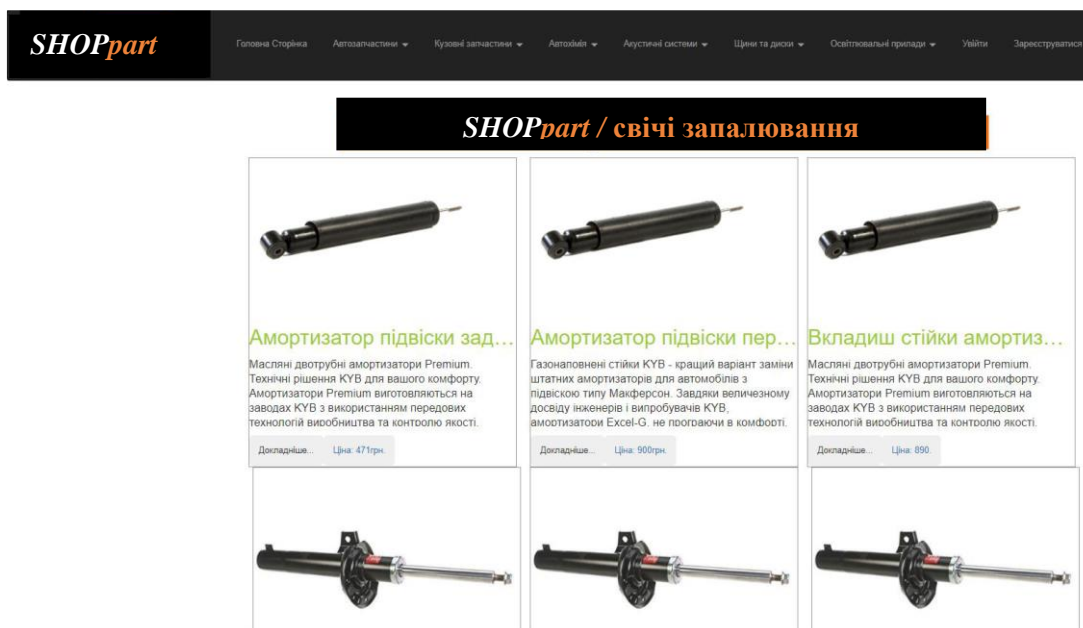 SHOPpart
Головна Сторінка Автозапчастини Кузовні запчастини Автохімія Акустичні системи Щини та диски Освітлювальні прилади Увійти Зареєструватися
SHOPpart / свічі запалювання
Амортизатор підвіски зад...
Масляні двотрубні амортизатори Premium.
Технічні рішення KYB для вашого комфорту.
Амортизатори Premium виготовляються на
заводах KYB з використанням передових
технологій виробництва та контролю якості.
Докладніше... Ціна: 471грн.
Амортизатор підвіски пер...
Газонаповнені стійки KYB - кращий варіант заміни
штатних амортизаторів для автомобілів з
підвіскою типу Макферсон. Завдяки величезному
досвіду інженерів і випробувачів KYB,
амортизатори Excel-G, не програючи в комфорті,
Докладніше... Ціна: 900грн.
Вкладиш стійки амортиз...
Масляні двотрубні амортизатори Premium.
Технічні рішення KYB для вашого комфорту.
Амортизатори Premium виготовляються на
заводах KYB з використанням передових
технологій виробництва та контролю якості.
Докладніше... Ціна: 890.